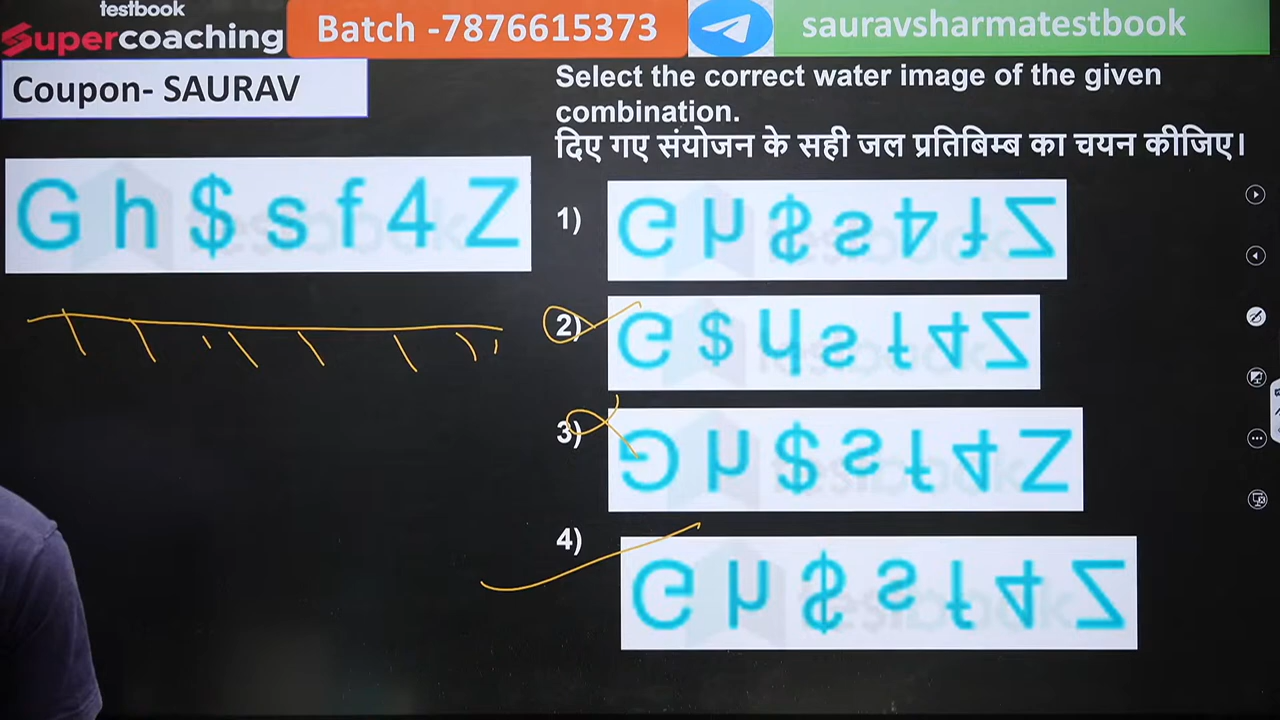 testbook
Supercoaching
Batch -7876615373
sauravsharmatestbook
Coupon- SAURAV
Select the correct water image of the given
combination.
दिए गए संयोजन के सही जल प्रतिबिम्ब का चयन कीजिए।
G h $ s f 4 Z
1)
2)
3)
4)